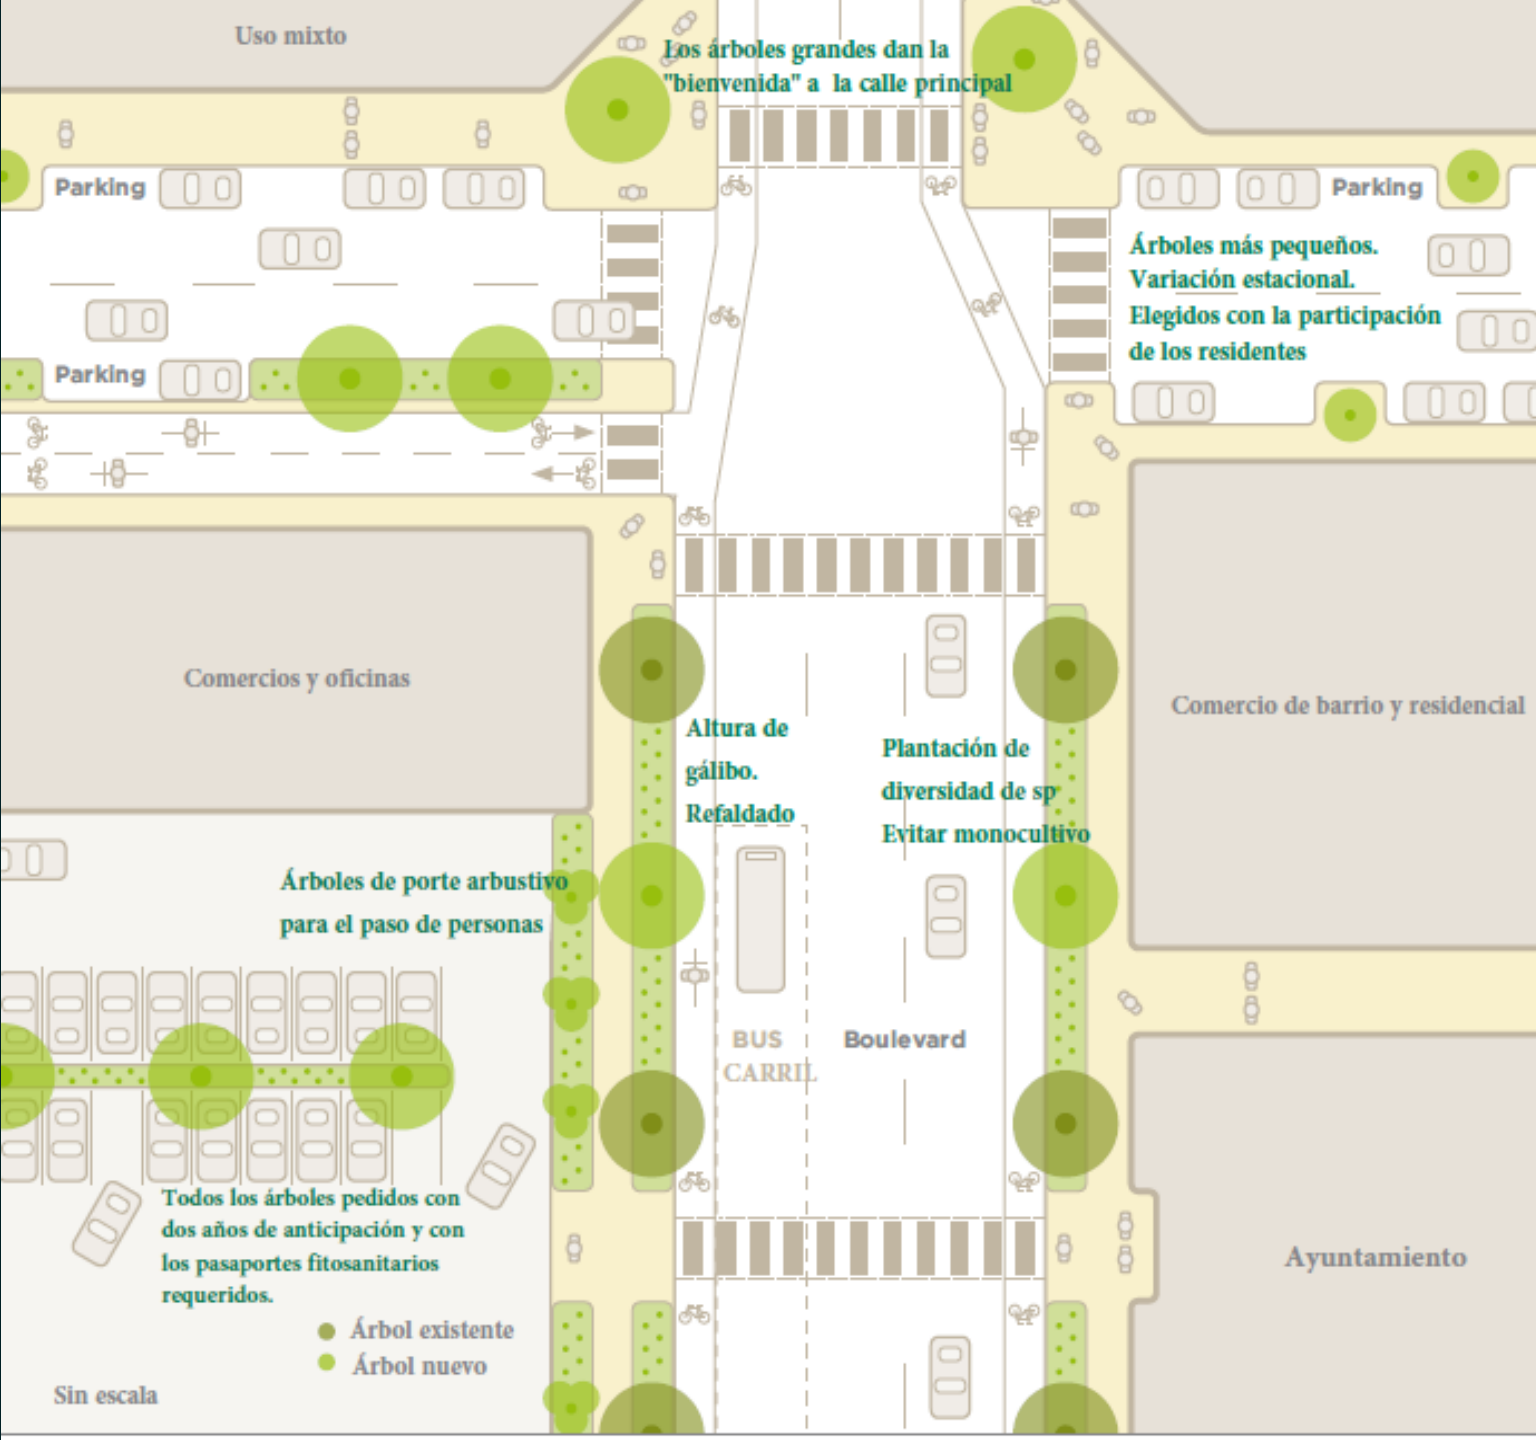 Uso mixto
Los árboles grandes dan la
"bienvenida" a la calle principal
Parking
Parking
Árboles más pequeños.
Variación estacional.
Elegidos con la participación
de los residentes
Parking
Comercios y oficinas
Comercio de barrio y residencial
Altura de
gálibo.
Refaldado
Plantación de
diversidad de sp
Evitar monocultivo
Árboles de porte arbustivo
para el paso de personas
BUS
CARRIL
Boulevard
Todos los árboles pedidos con
dos años de anticipación y con
los pasaportes fitosanitarios
requeridos.
Ayuntamiento
Árbol existente
Árbol nuevo
Sin escala